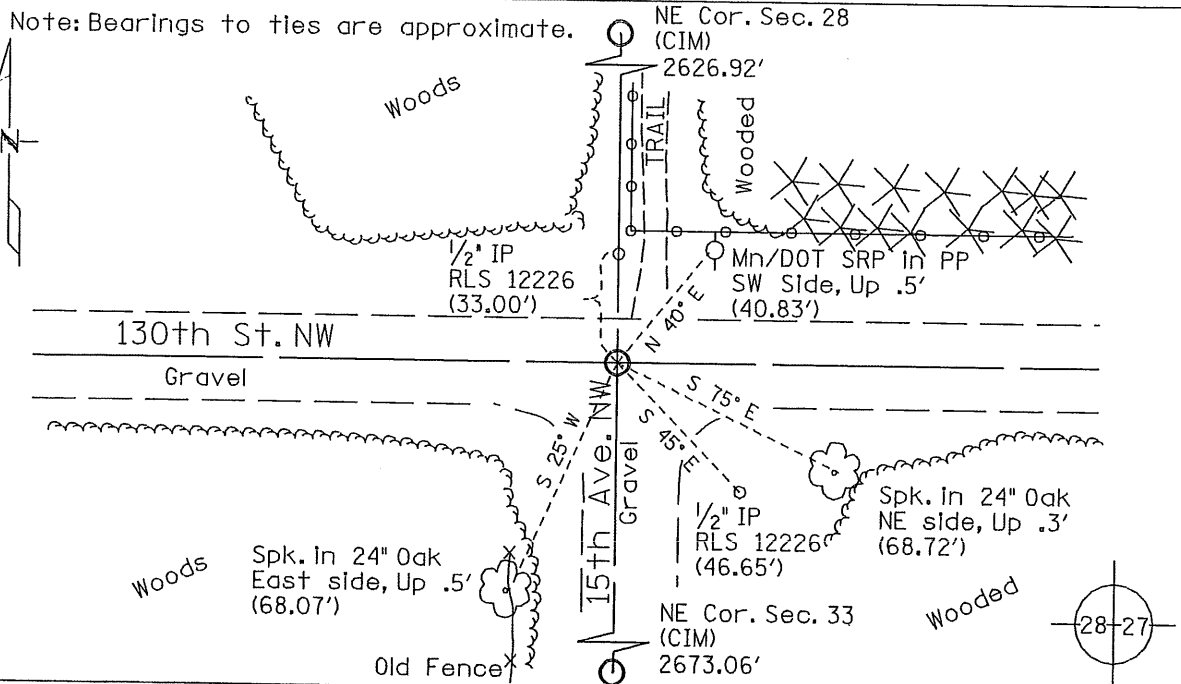 Note: Bearings to ties are approximate.
NE Cor. Sec. 28
(CIM)
2626.92'
Woods
N
TRAIL
Wooded
1/2" IP
RLS 12226
(33.00')
Mn/DOT SRP in PP
SW Side, Up .5'
(40.83')
N 40° E
130th St. NW
Gravel
S 75° E
S 45° E
S 25° W
15th Ave. NW
Gravel
1/2" IP
RLS 12226
(46.65')
Spk. in 24" Oak
NE side, Up .3'
(68.72')
Spk. in 24" Oak
East side, Up .5'
(68.07')
Woods
Wooded
NE Cor. Sec. 33
(CIM)
2673.06'
Old Fence
28 27